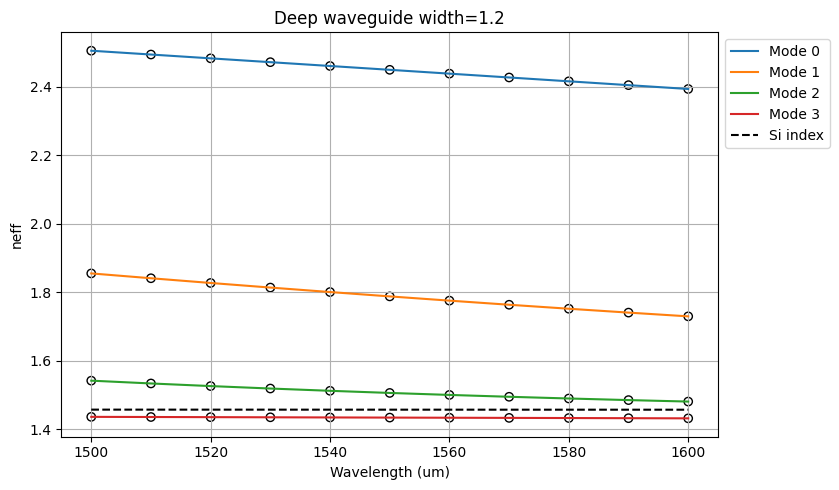 Deep waveguide width=1.2
Mode 0
Mode 1
Mode 2
Mode 3
Si index
neff
2.4
2.2
2.0
1.8
1.6
1.4
1500
1520
1540
1560
1580
1600
Wavelength (um)